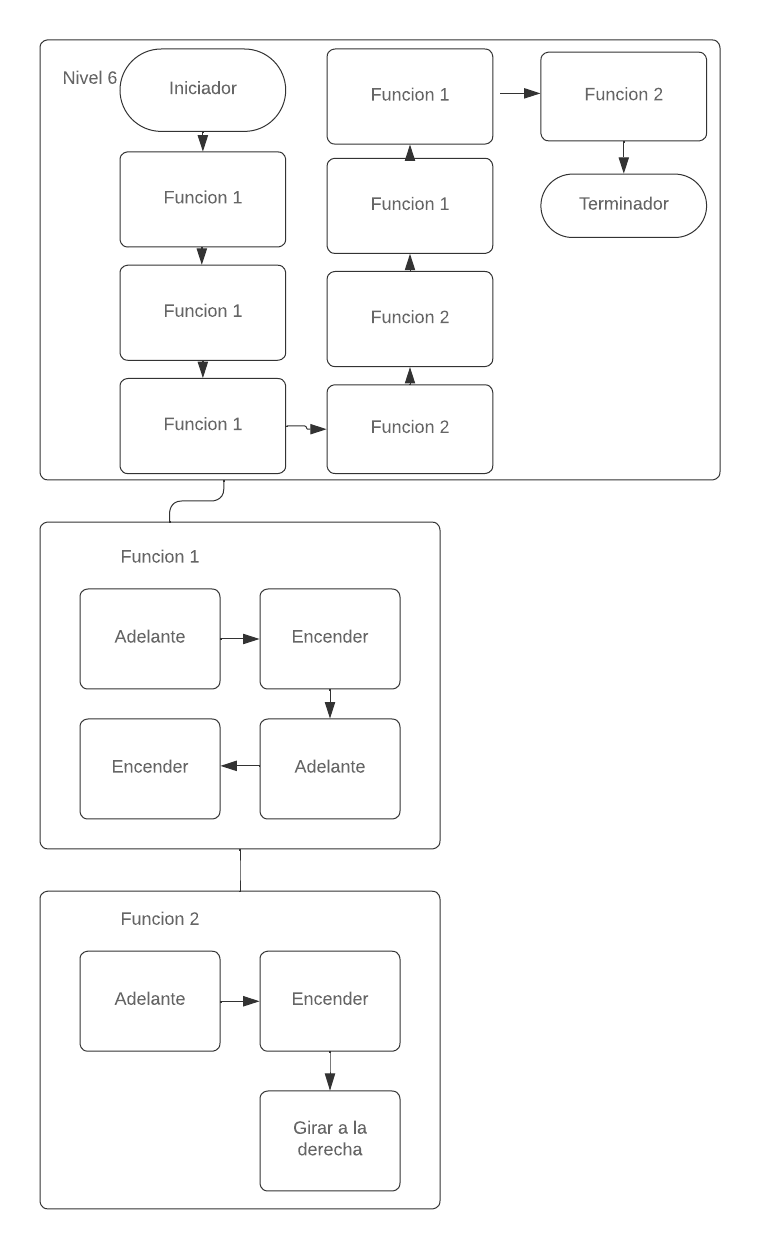 Nivel 6
Iniciador
Funcion 1
Funcion 1
Funcion 1
Funcion 2
Funcion 2
Funcion 1
Funcion 1
Funcion 2
Terminador
Funcion 1
Adelante
Encender
Adelante
Encender
Funcion 2
Adelante
Encender
Girar a la
derecha